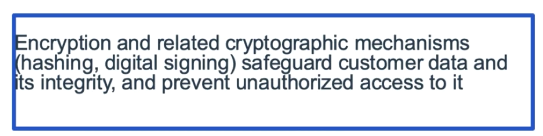 Encryption and related cryptographic mechanisms
(hashing, digital signing) safeguard customer data and
its integrity, and prevent unauthorized access to it